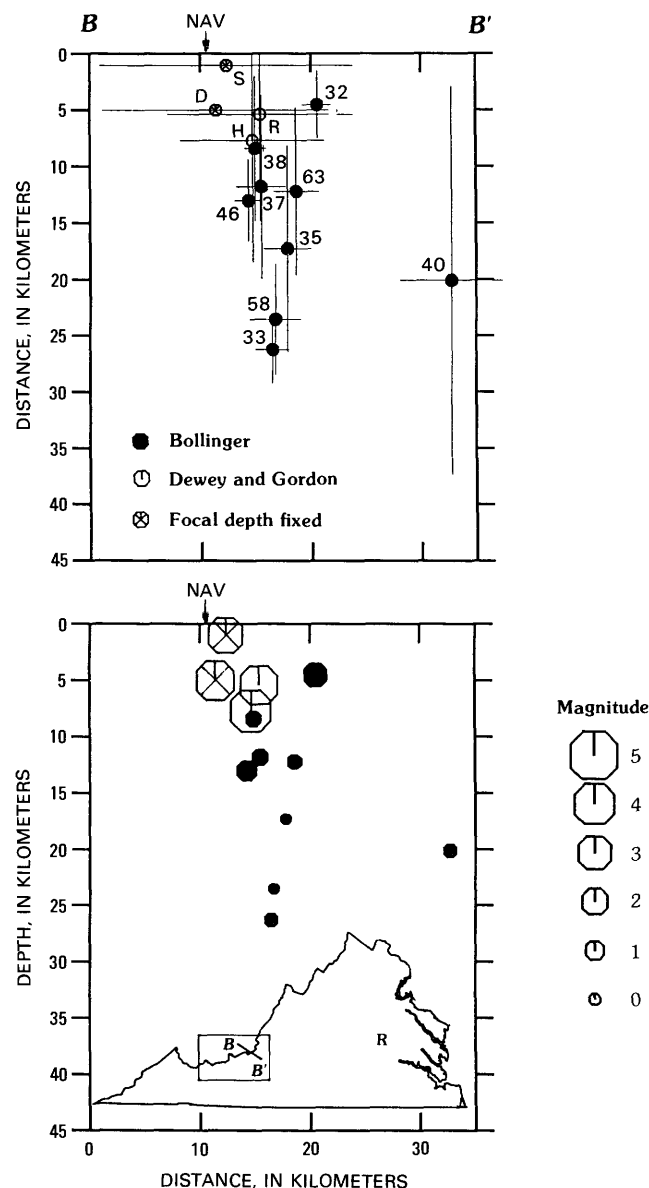 B
NAV
B'
0
5
10
15
20
25
30
35
40
45
DISTANCE, IN KILOMETERS
S
32
D
R
H
38
63
46
37
35
40
58
33
Bollinger
Dewey and Gordon
Focal depth fixed
NAV
0
5
10
15
20
25
30
35
40
45
DEPTH, IN KILOMETERS
B
B'
R
0
10
20
30
DISTANCE, IN KILOMETERS
Magnitude
5
4
3
2
1
0